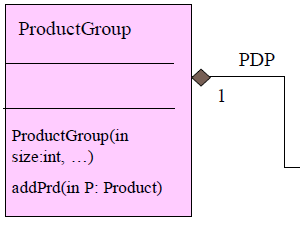 ProductGroup
PDP
1
ProductGroup(in
size:int, …)
addPrd(in P: Product)